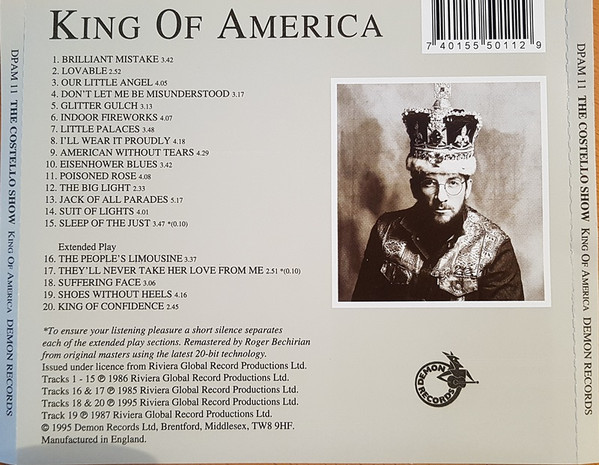 KING OF AMERICA
7 40155 50112 9
1. BRILLIANT MISTAKE 3.42
2. LOVABLE 2.52
3. OUR LITTLE ANGEL 4.05
4. DON'T LET ME BE MISUNDERSTOOD 3.17
5. GLITTER GULCH 3.13
6. INDOOR FIREWORKS 4.07
7. LITTLE PALACES 3.48
8. I'LL WEAR IT PROUDLY 4.18
9. AMERICAN WITHOUT TEARS 4.29
10. EISENHOWER BLUES 3.42
11. POISONED ROSE 4.08
12. THE BIG LIGHT 2.33
13. JACK OF ALL PARADES 5.17
14. SUIT OF LIGHTS 4.01
15. SLEEP OF THE JUST 3.47 *(0.10)
Extended Play
16. THE PEOPLE'S LIMOUSINE 3.37
17. THEY'LL NEVER TAKE HER LOVE FROM ME 2.51 *(0.10)
18. SUFFERING FACE 3.06
19. SHOES WITHOUT HEELS 4.16
20. KING OF CONFIDENCE 2.45
*To ensure your listening pleasure a short silence separates
each of the extended play sections. Remastered by Roger Bechirian
from original masters using the latest 20-bit technology.
Issued under licence from Riviera Global Record Productions Ltd.
Tracks 1 - 15 ℗ 1986 Riviera Global Record Productions Ltd.
Tracks 16 & 17 ℗ 1985 Riviera Global Record Productions Ltd.
Tracks 18 & 20 ℗ 1995 Riviera Global Record Productions Ltd.
Track 19 ℗ 1987 Riviera Global Record Productions Ltd.
© 1995 Demon Records Ltd, Brentford, Middlesex, TW8 9HF.
Manufactured in England.
DEMON
RECORDS
DPAM 11 THE COSTELLO SHOW KING OF AMERICA DEMON RECORDS
DPAM 11 THE COSTELLO SHOW KING OF AMERICA DEMON RECORDS